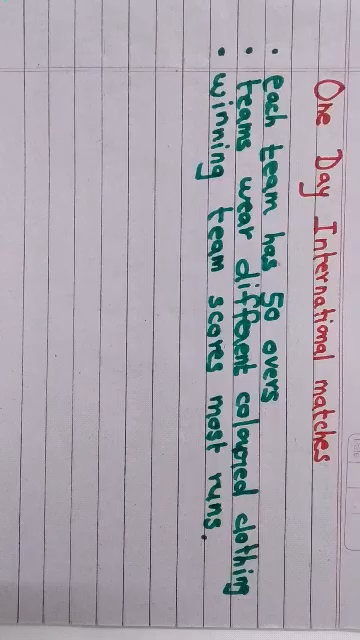 One Day International matches
• each team has 50 overs
• teams wear different coloured clothing
• winning team scores most runs.